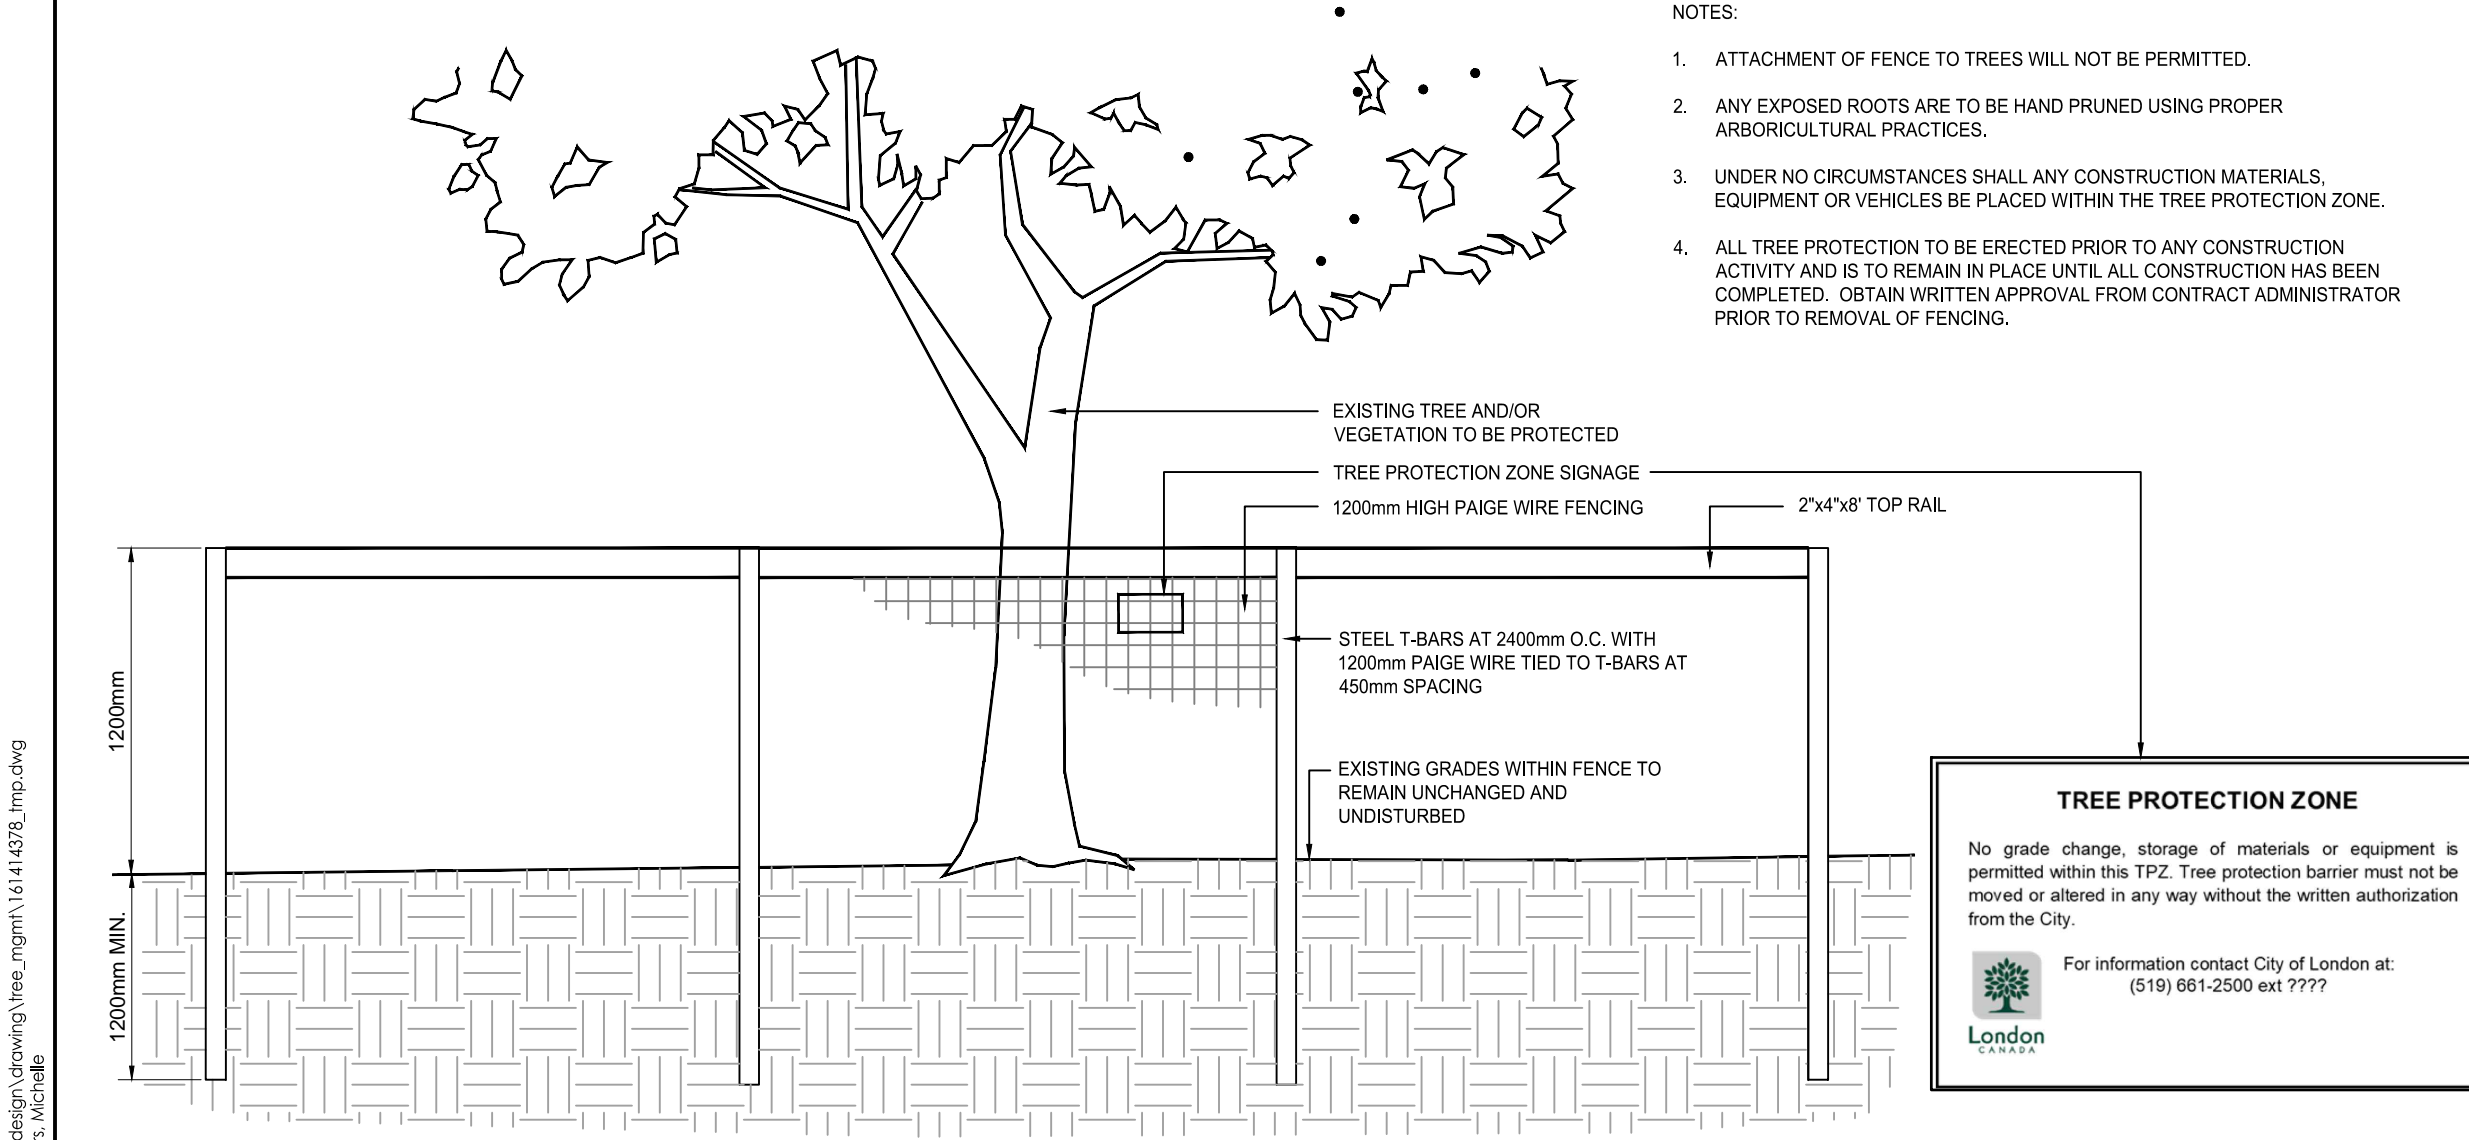 NOTES:
1. ATTACHMENT OF FENCE TO TREES WILL NOT BE PERMITTED.
2. ANY EXPOSED ROOTS ARE TO BE HAND PRUNED USING PROPER
ARBORICULTURAL PRACTICES.
3. UNDER NO CIRCUMSTANCES SHALL ANY CONSTRUCTION MATERIALS,
EQUIPMENT OR VEHICLES BE PLACED WITHIN THE TREE PROTECTION ZONE.
4. ALL TREE PROTECTION TO BE ERECTED PRIOR TO ANY CONSTRUCTION
ACTIVITY AND IS TO REMAIN IN PLACE UNTIL ALL CONSTRUCTION HAS BEEN
COMPLETED. OBTAIN WRITTEN APPROVAL FROM CONTRACT ADMINISTRATOR
PRIOR TO REMOVAL OF FENCING.
EXISTING TREE AND/OR
VEGETATION TO BE PROTECTED
TREE PROTECTION ZONE SIGNAGE
1200mm HIGH PAIGE WIRE FENCING
2"x4"x8' TOP RAIL
STEEL T-BARS AT 2400mm O.C. WITH
1200mm PAIGE WIRE TIED TO T-BARS AT
450mm SPACING
EXISTING GRADES WITHIN FENCE TO
REMAIN UNCHANGED AND
UNDISTURBED
1200mm
1200mm MIN.
TREE PROTECTION ZONE
No grade change, storage of materials or equipment is
permitted within this TPZ. Tree protection barrier must not be
moved or altered in any way without the written authorization
from the City.
For information contact City of London at:
(519) 661-2500 ext ????
London
CANADA
design\drawing\tree_mgmt\161414378_tmp.dwg
rs, Michelle